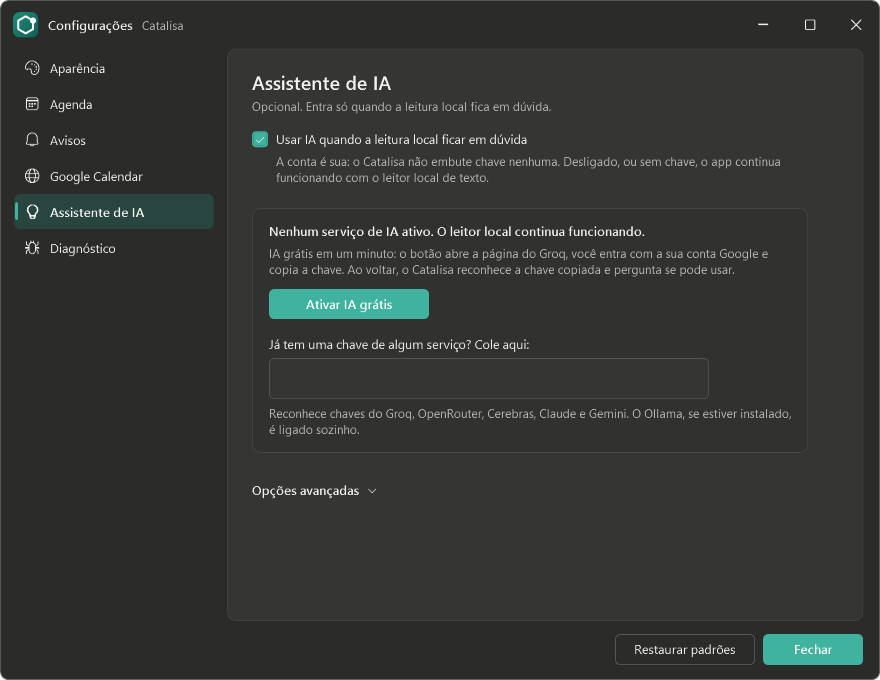 Configurações Catalisa
Aparência
Agenda
Avisos
Google Calendar
Assistente de IA
Diagnóstico
Assistente de IA
Opcional. Entra só quando a leitura local fica em dúvida.
Usar IA quando a leitura local ficar em dúvida
A conta é sua: o Catalisa não embute chave nenhuma. Desligado, ou sem chave, o app continua
funcionando com o leitor local de texto.
Nenhum serviço de IA ativo. O leitor local continua funcionando.
IA grátis em um minuto: o botão abre a página do Groq, você entra com a sua conta Google e
copia a chave. Ao voltar, o Catalisa reconhece a chave copiada e pergunta se pode usar.
Ativar IA grátis
Já tem uma chave de algum serviço? Cole aqui:
Reconhece chaves do Groq, OpenRouter, Cerebras, Claude e Gemini. O Ollama, se estiver instalado,
é ligado sozinho.
Opções avançadas
Restaurar padrões
Fechar